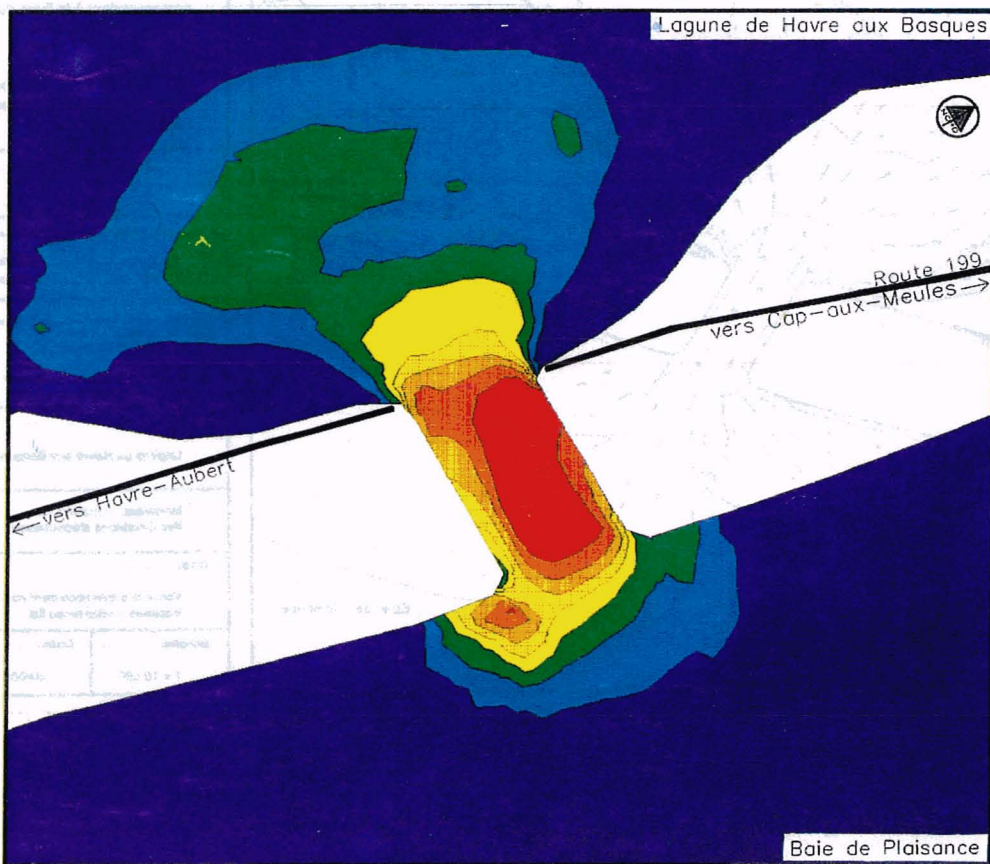 Lagune de Havre aux Basques
Route 199
vers Cap-aux-Meules→
←vers Havre-Aubert
Baie de Plaisance